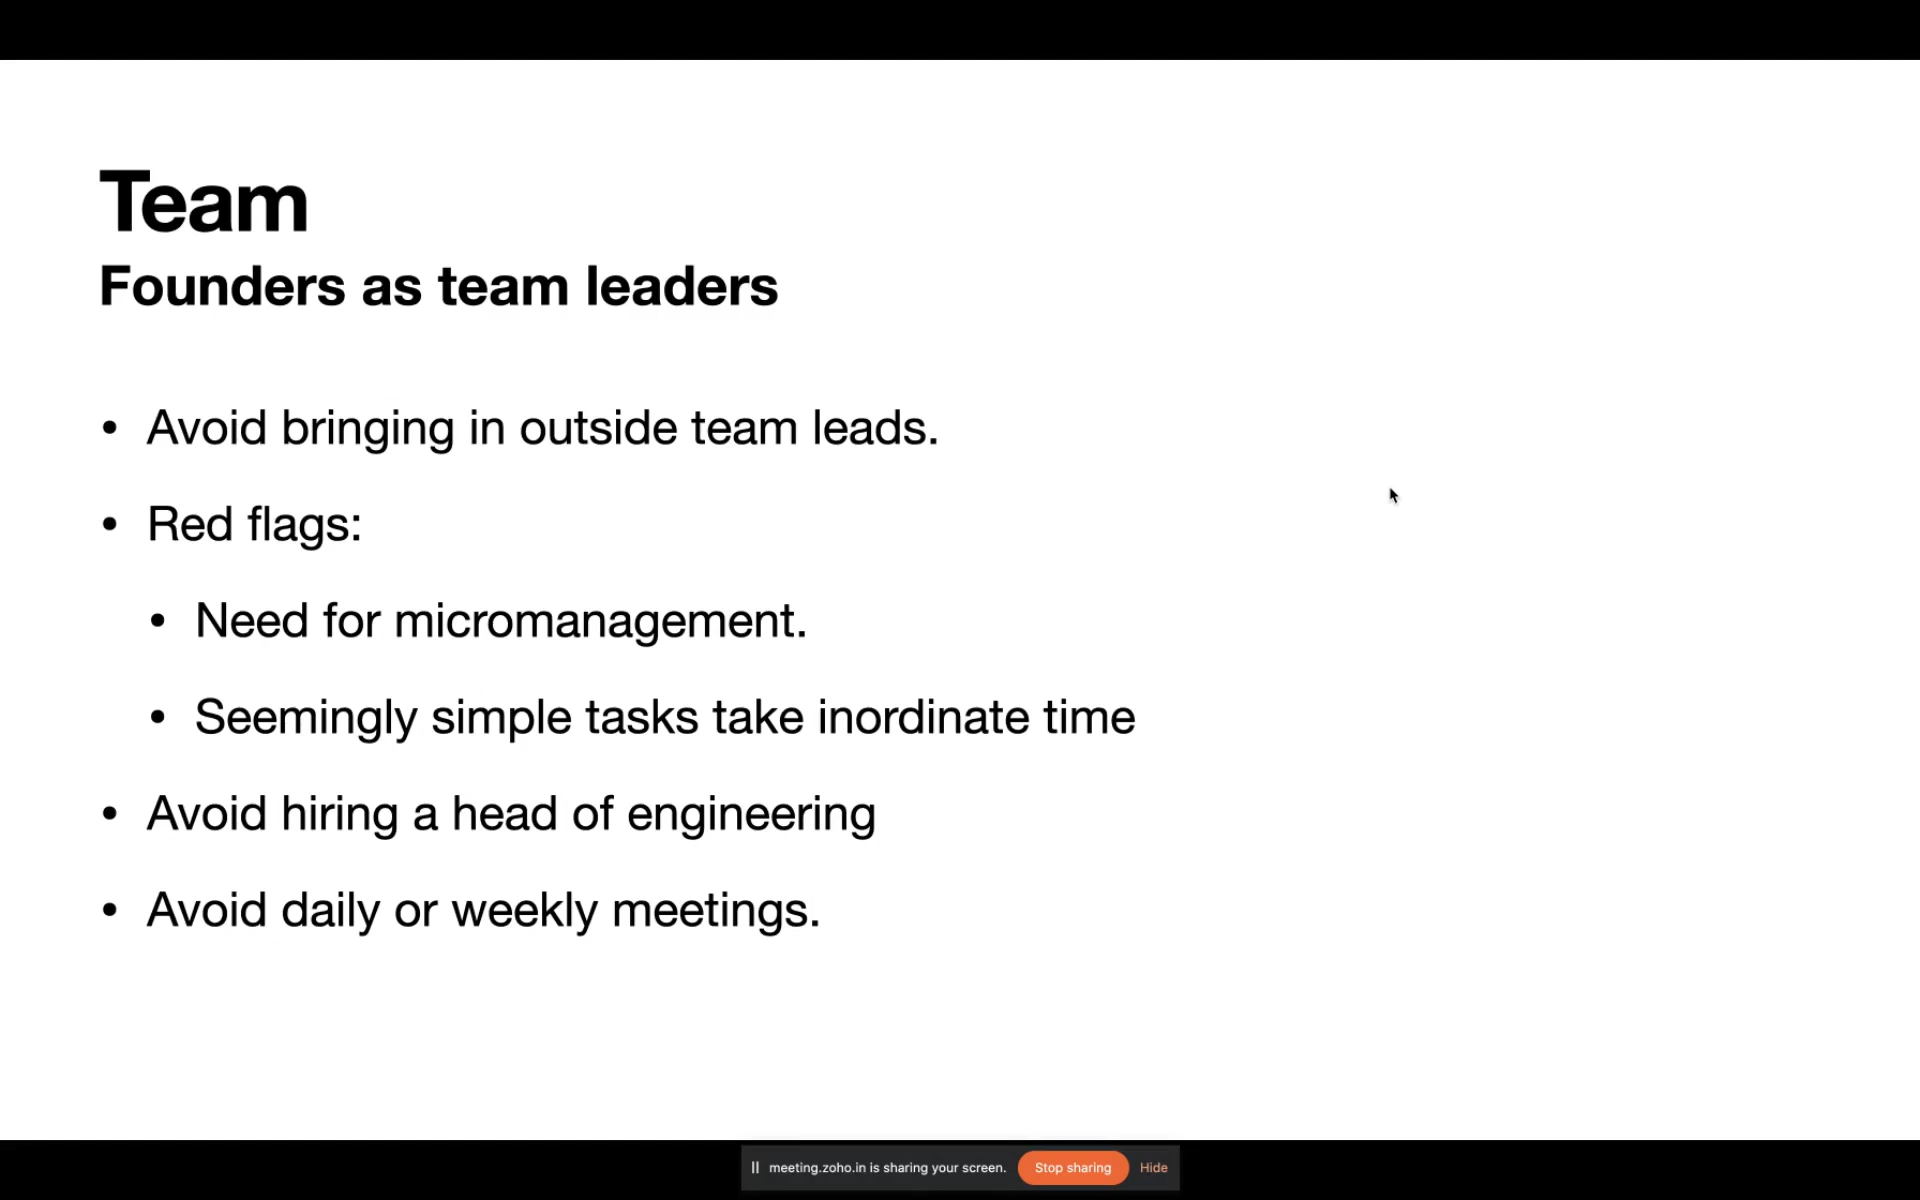 Team
Founders as team leaders
• Avoid bringing in outside team leads.
• Red flags:
• Need for micromanagement.
• Seemingly simple tasks take inordinate time
• Avoid hiring a head of engineering
• Avoid daily or weekly meetings.
meeting.zoho.in is sharing your screen. Stop sharing Hide